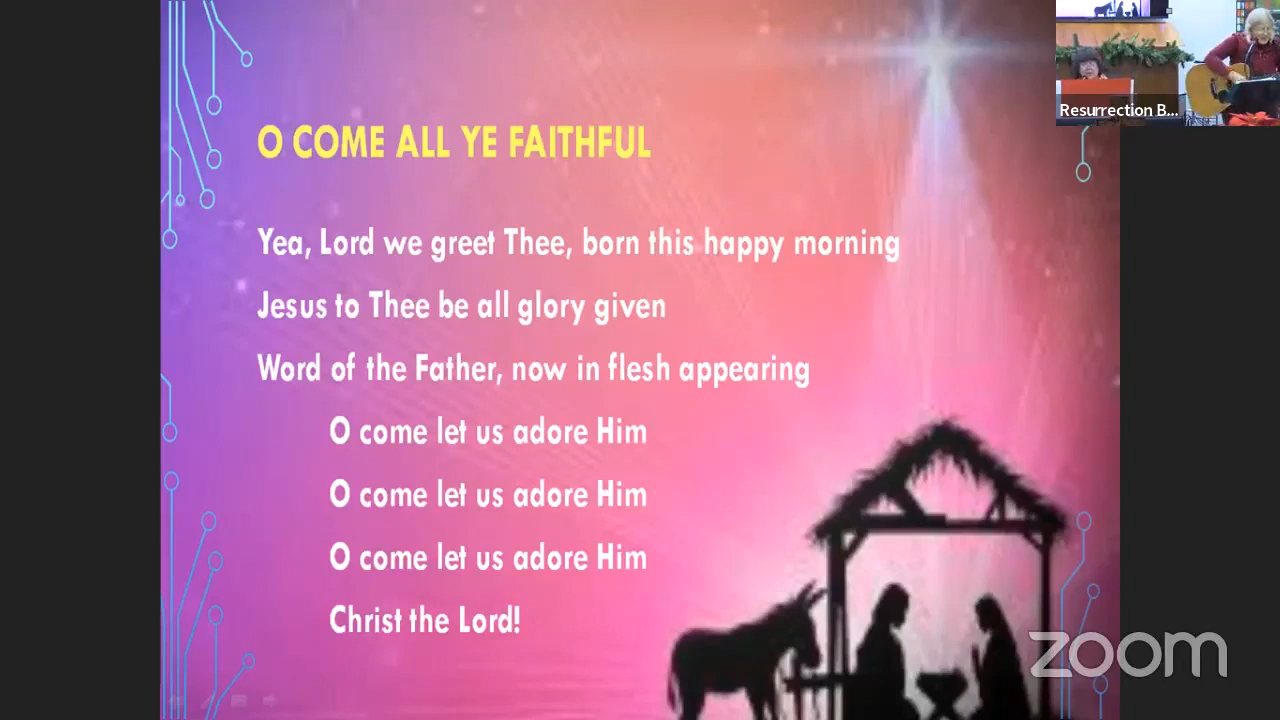 O COME ALL YE FAITHFUL
Yea, Lord we greet Thee, born this happy morning
Jesus to Thee be all glory given
Word of the Father, now in flesh appearing
O come let us adore Him
O come let us adore Him
O come let us adore Him
Christ the Lord!
Resurrection B...
zoom